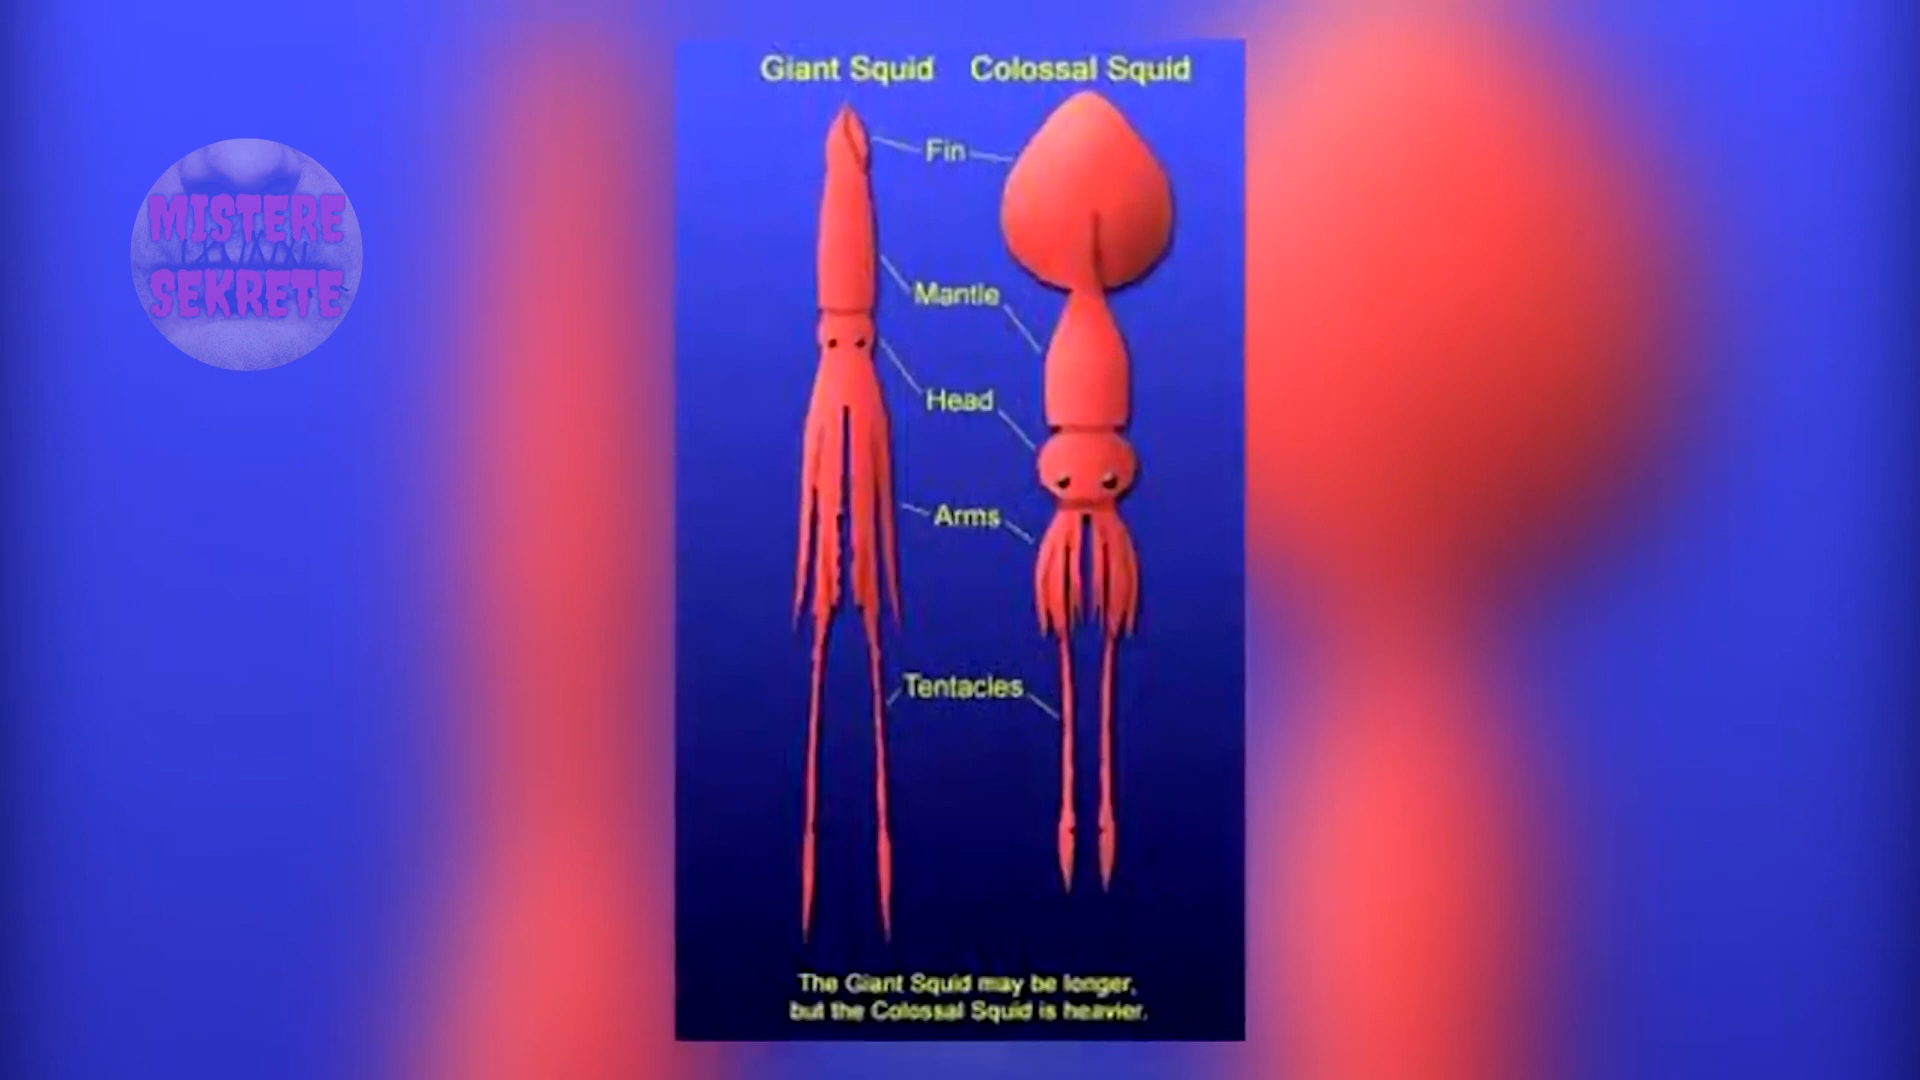 MISTERE
SEKRETE
Giant Squid Colossal Squid
Fin
Mantle
Head
Arms
Tentacles
The Giant Squid may be longer,
but the Colossal Squid is heavier.